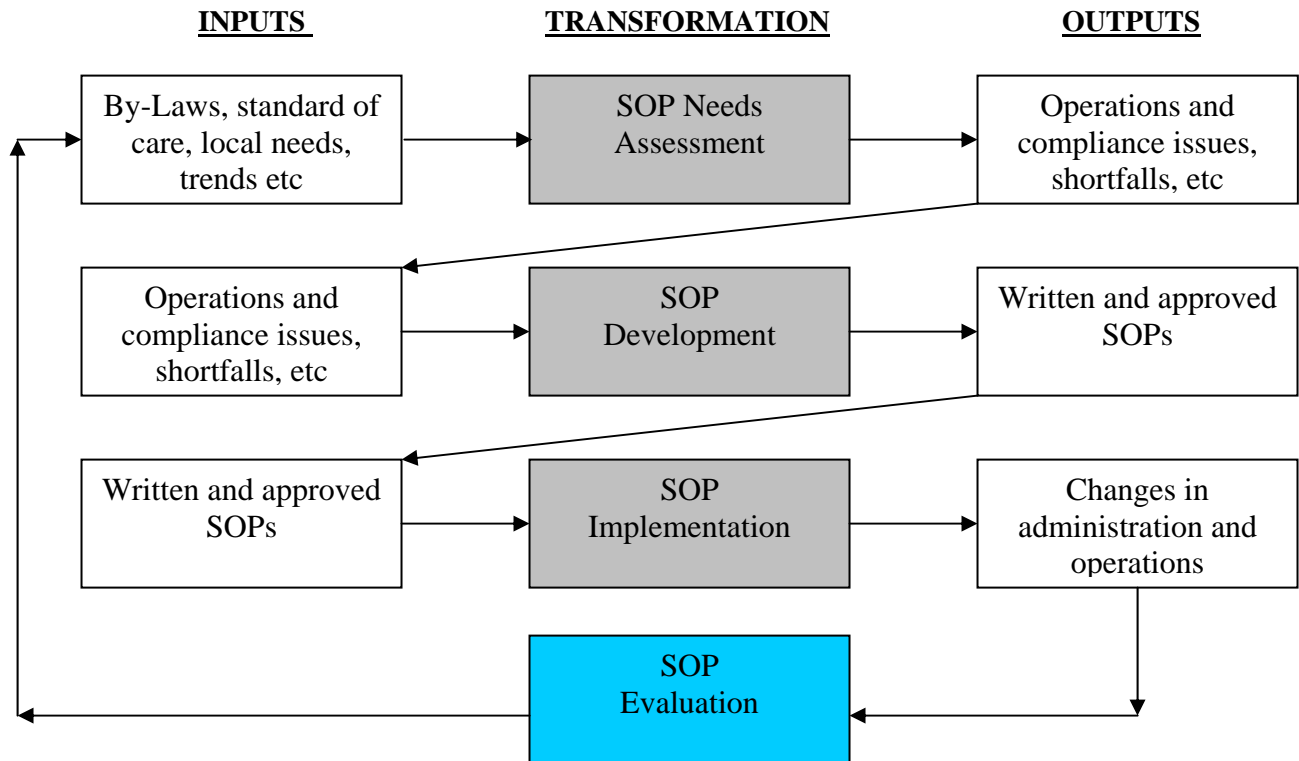 INPUTS TRANSFORMATION OUTPUTS
By-Laws, standard of
care, local needs,
trends etc
SOP Needs
Assessment
Operations and
compliance issues,
shortfalls, etc
Operations and
compliance issues,
shortfalls, etc
SOP
Development
Written and approved
SOPs
Written and approved
SOPs
SOP
Implementation
Changes in
administration and
operations
SOP
Evaluation